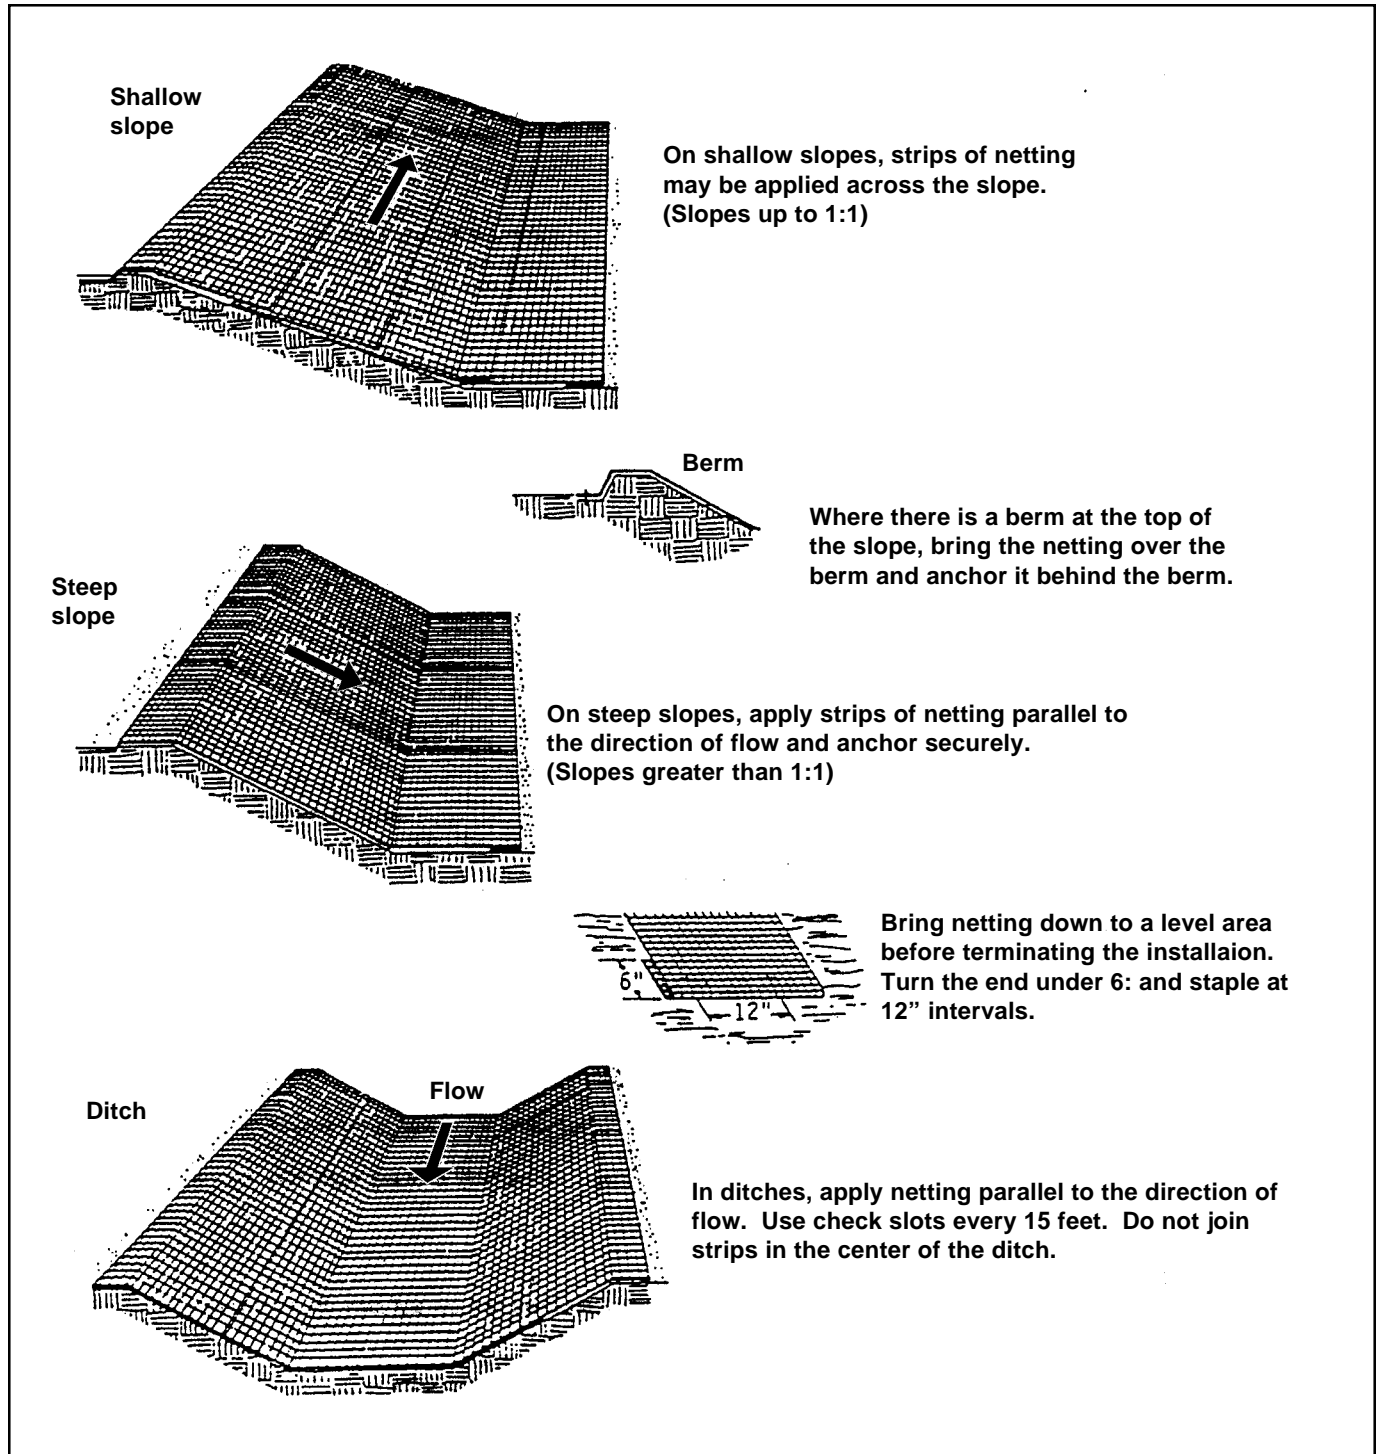 Shallow
slope
On shallow slopes, strips of netting
may be applied across the slope.
(Slopes up to 1:1)
Berm
Where there is a berm at the top of
the slope, bring the netting over the
berm and anchor it behind the berm.
Steep
slope
On steep slopes, apply strips of netting parallel to
the direction of flow and anchor securely.
(Slopes greater than 1:1)
6"
12"
Bring netting down to a level area
before terminating the installaion.
Turn the end under 6: and staple at
12” intervals.
Ditch
Flow
In ditches, apply netting parallel to the direction of
flow.  Use check slots every 15 feet.  Do not join
strips in the center of the ditch.